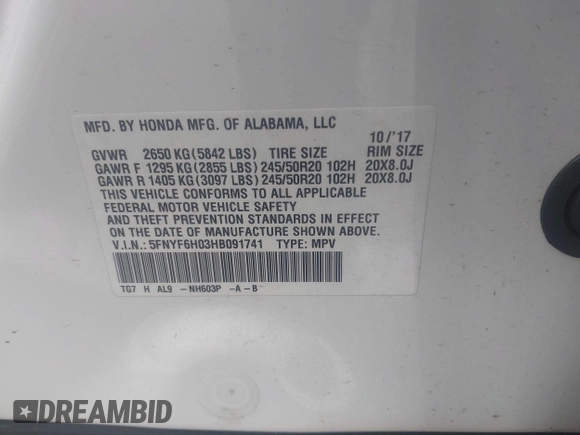 MFD. BY HONDA MFG. OF ALABAMA, LLC
10/'17
GVWR 2650 KG (5842 LBS) TIRE SIZE RIM SIZE
GAWR F 1295 KG (2855 LBS) 245/50R20 102H 20X8.0J
GAWR R 1405 KG (3097 LBS) 245/50R20 102H 20X8.0J
THIS VEHICLE CONFORMS TO ALL APPLICABLE
FEDERAL MOTOR VEHICLE SAFETY
AND THEFT PREVENTION STANDARDS IN EFFECT
ON THE DATE OF MANUFACTURE SHOWN ABOVE.
V.I.N.: 5FNYF6H03HB091741 TYPE: MPV
TG7 H AL9 -NH603P -A-B
DREAMBID